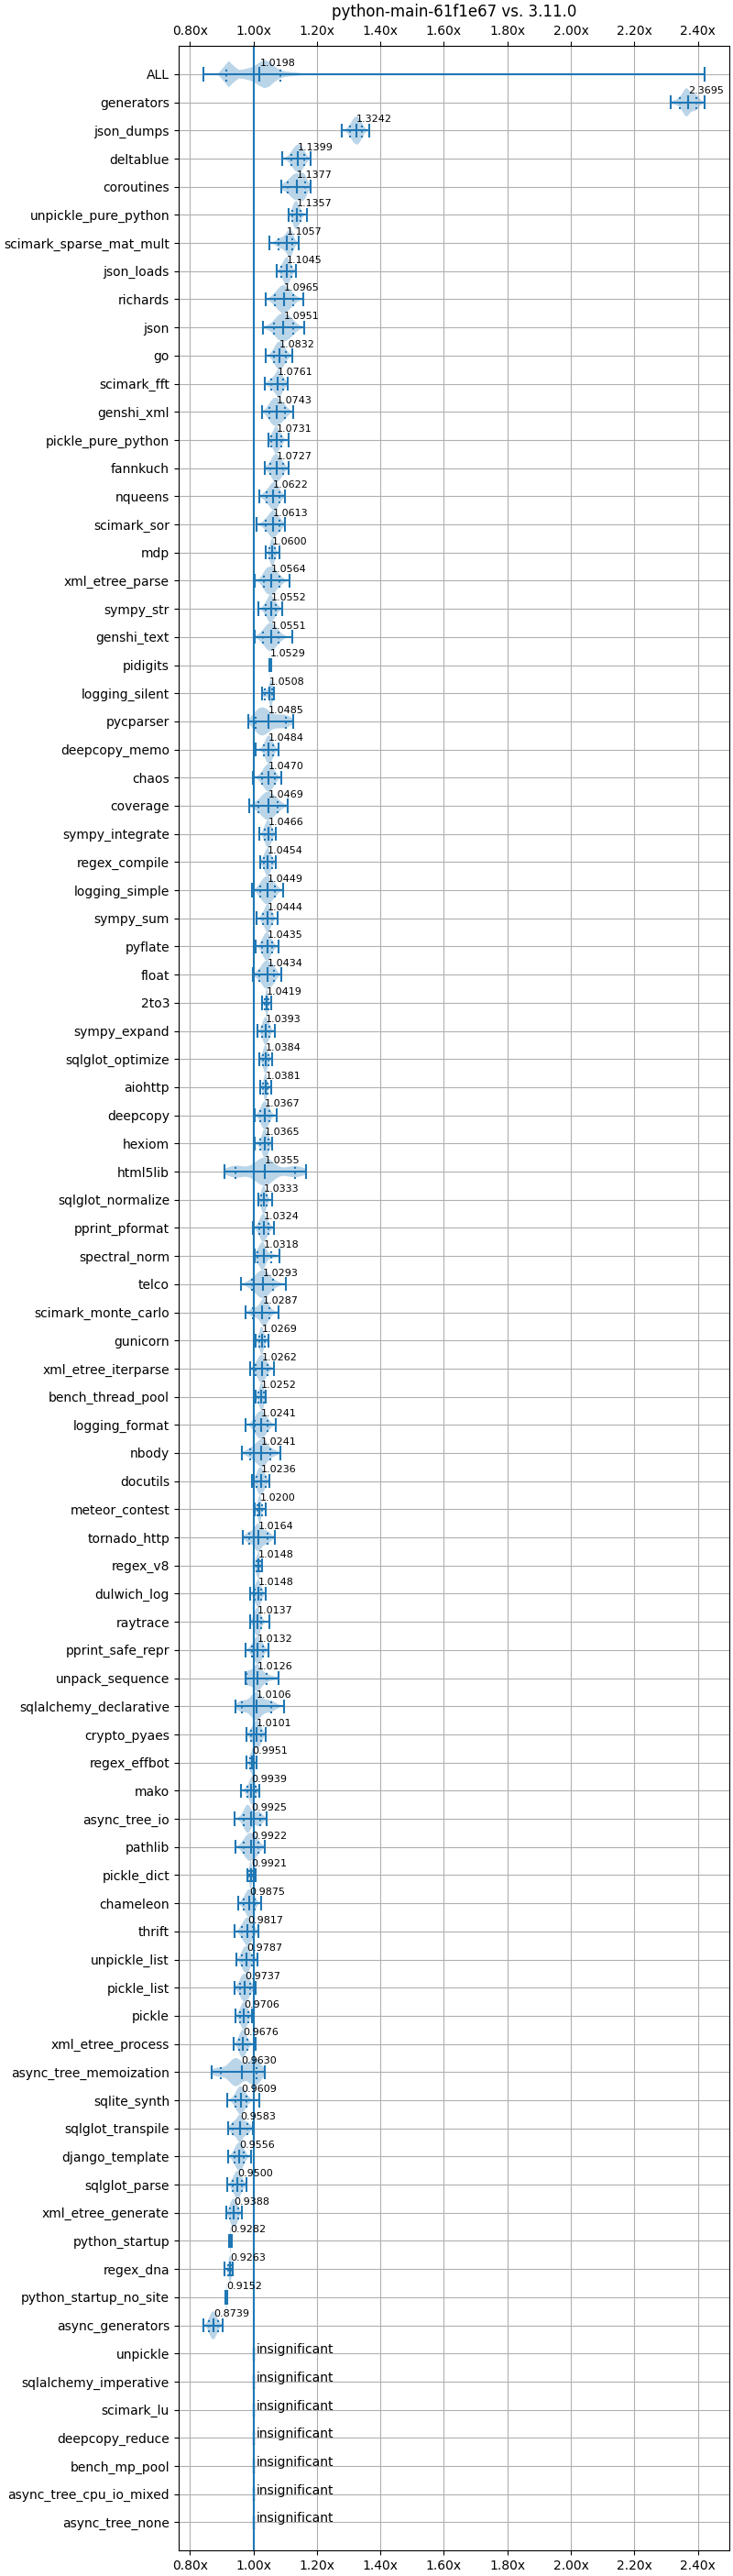 python-main-61f1e67 vs. 3.11.0
0.80x 1.00x 1.20x 1.40x 1.60x 1.80x 2.00x 2.20x 2.40x
ALL 1.0198
generators 2.3695
json_dumps 1.3242
deltablue 1.1399
coroutines 1.1377
unpickle_pure_python 1.1357
scimark_sparse_mat_mult 1.1057
json_loads 1.1045
richards 1.0965
json 1.0951
go 1.0832
scimark_fft 1.0761
genshi_xml 1.0743
pickle_pure_python 1.0731
fannkuch 1.0727
nqueens 1.0622
scimark_sor 1.0613
mdp 1.0600
xml_etree_parse 1.0564
sympy_str 1.0552
genshi_text 1.0551
pidigits 1.0529
logging_silent 1.0508
pycparser 1.0485
deepcopy_memo 1.0484
chaos 1.0470
coverage 1.0469
sympy_integrate 1.0466
regex_compile 1.0454
logging_simple 1.0449
sympy_sum 1.0444
pyflate 1.0435
float 1.0434
2to3 1.0419
sympy_expand 1.0393
sqlglot_optimize 1.0384
aiohttp 1.0381
deepcopy 1.0367
hexiom 1.0365
html5lib 1.0355
sqlglot_normalize 1.0333
pprint_pformat 1.0324
spectral_norm 1.0318
telco 1.0293
scimark_monte_carlo 1.0287
gunicorn 1.0269
xml_etree_iterparse 1.0262
bench_thread_pool 1.0252
logging_format 1.0241
nbody 1.0241
docutils 1.0236
meteor_contest 1.0200
tornado_http 1.0164
regex_v8 1.0148
dulwich_log 1.0148
raytrace 1.0137
pprint_safe_repr 1.0132
unpack_sequence 1.0126
sqlalchemy_declarative 1.0106
crypto_pyaes 1.0101
regex_effbot 0.9951
mako 0.9939
async_tree_io 0.9925
pathlib 0.9922
pickle_dict 0.9921
chameleon 0.9875
thrift 0.9817
unpickle_list 0.9787
pickle_list 0.9737
pickle 0.9706
xml_etree_process 0.9676
async_tree_memoization 0.9630
sqlite_synth 0.9609
sqlglot_transpile 0.9583
django_template 0.9556
sqlglot_parse 0.9500
xml_etree_generate 0.9388
python_startup 0.9282
regex_dna 0.9263
python_startup_no_site 0.9152
async_generators 0.8739
unpickle insignificant
sqlalchemy_imperative insignificant
scimark_lu insignificant
deepcopy_reduce insignificant
bench_mp_pool insignificant
async_tree_cpu_io_mixed insignificant
async_tree_none insignificant
0.80x 1.00x 1.20x 1.40x 1.60x 1.80x 2.00x 2.20x 2.40x